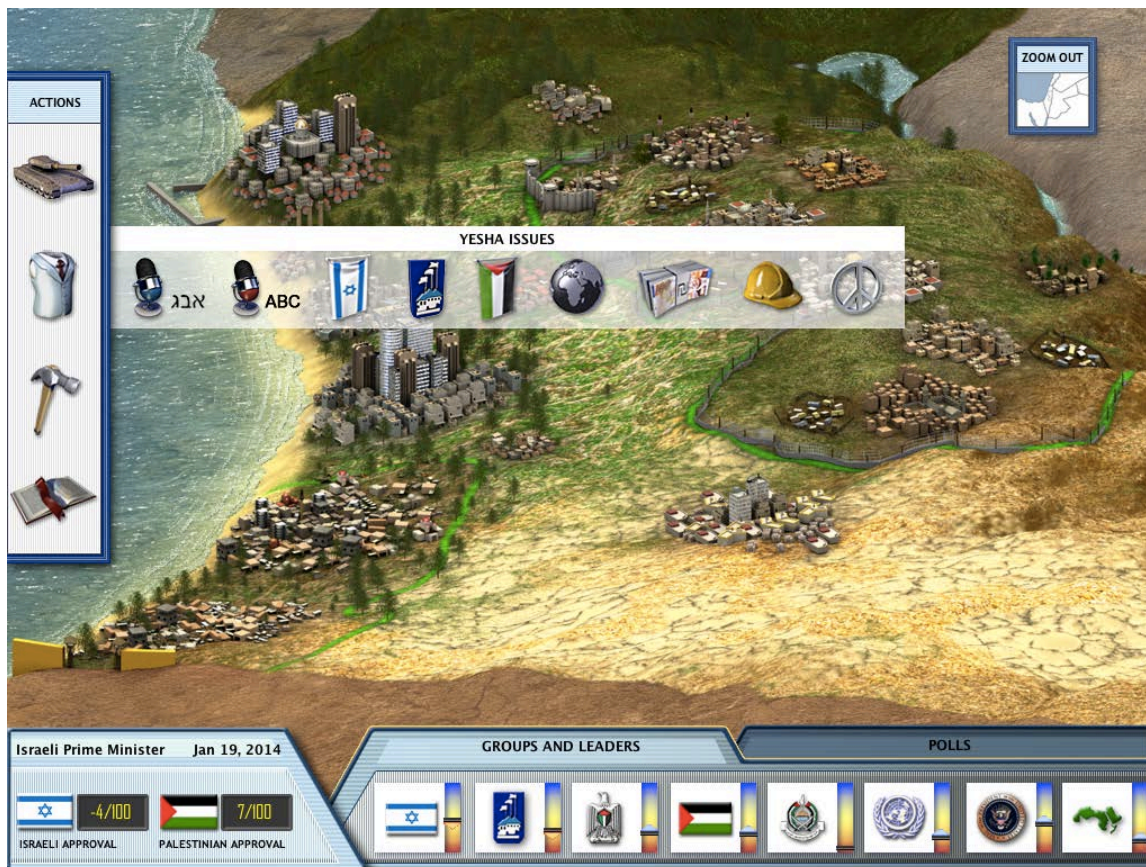 ZOOM OUT
ACTIONS
YESHA ISSUES
אבג
ABC
Israeli Prime Minister Jan 19, 2014
GROUPS AND LEADERS
POLLS
-4/100
7/100
ISRAELI APPROVAL
PALESTINIAN APPROVAL